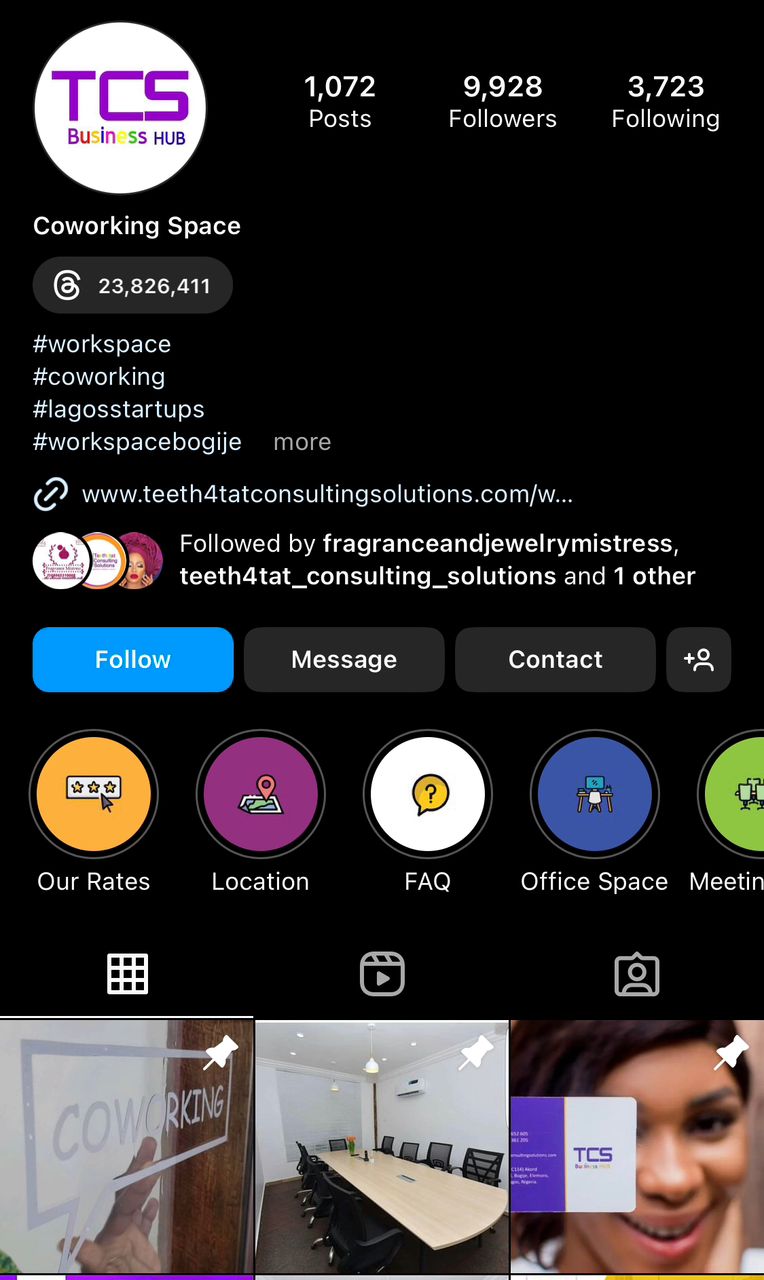 TCS
Business HUB
1,072
Posts
9,928
Followers
3,723
Following
Coworking Space
23,826,411
#workspace
#coworking
#lagosstartups
#workspacebogije more
www.teeth4tatconsultingsolutions.com/w...
Followed by fragranceandjewelrymistress,
teeth4tat_consulting_solutions and 1 other
Follow
Message
Contact
Our Rates
Location
FAQ
Office Space
Meetin
COWORKING
TCS
Business HUB